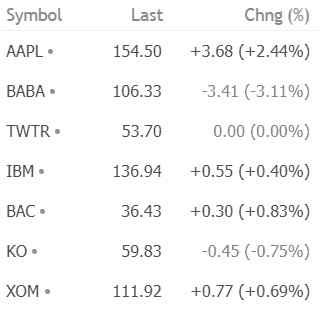 Symbol Last Chng (%)
AAPL • 154.50 +3.68 (+2.44%)
BABA • 106.33 -3.41 (-3.11%)
TWTR • 53.70 0.00 (0.00%)
IBM • 136.94 +0.55 (+0.40%)
BAC • 36.43 +0.30 (+0.83%)
KO • 59.83 -0.45 (-0.75%)
XOM • 111.92 +0.77 (+0.69%)